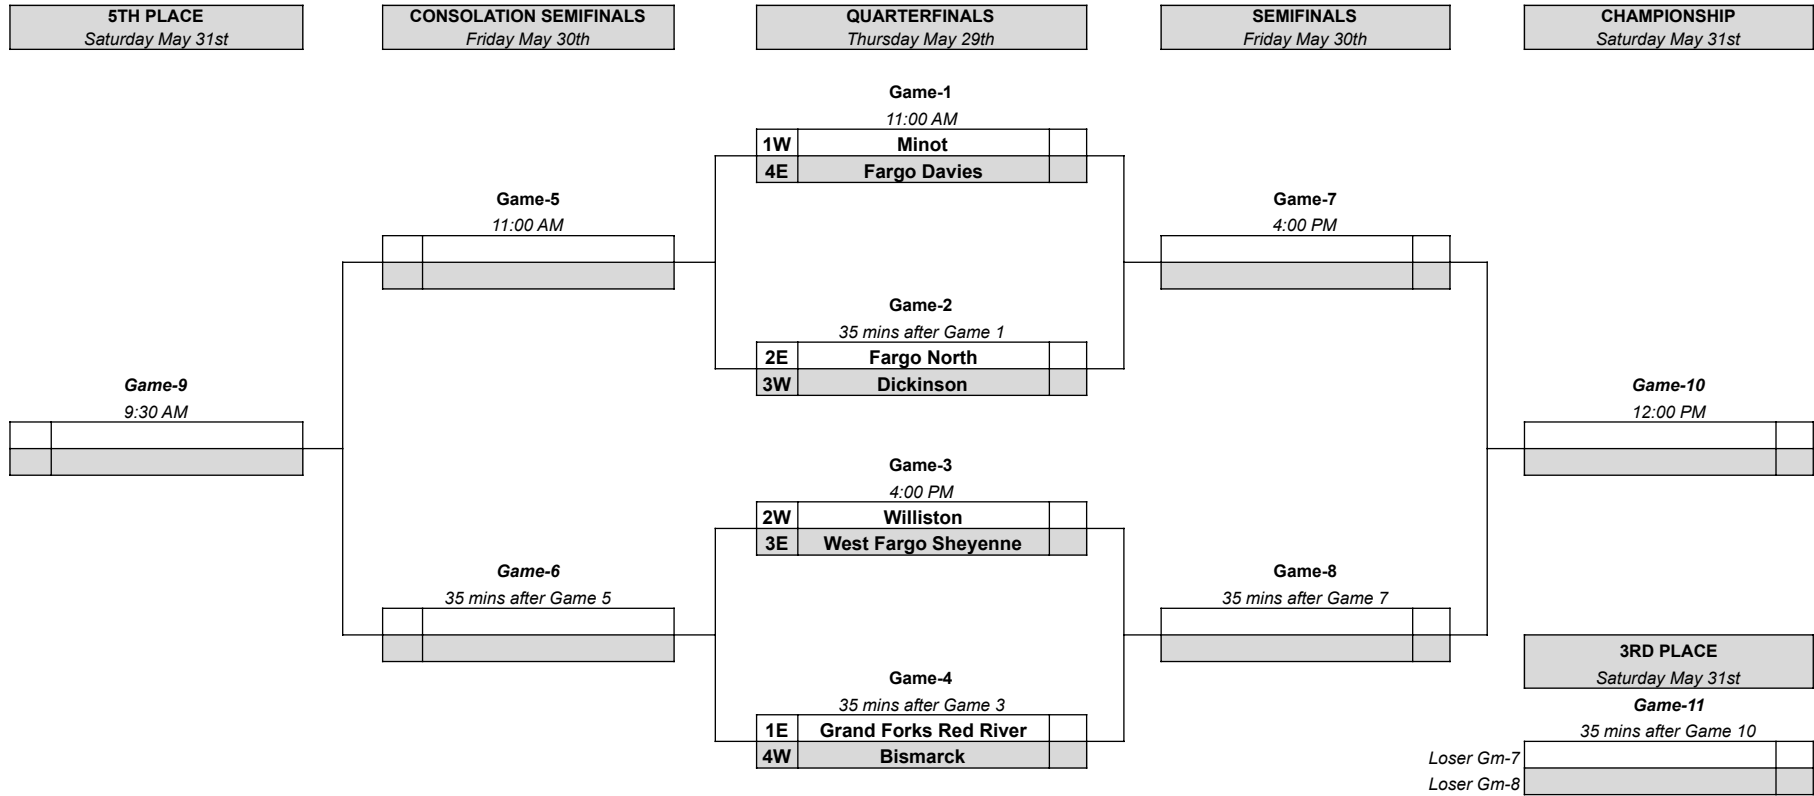 5TH PLACE
Saturday May 31st
CONSOLATION SEMIFINALS
Friday May 30th
QUARTERFINALS
Thursday May 29th
SEMIFINALS
Friday May 30th
CHAMPIONSHIP
Saturday May 31st
Game-1
11:00 AM
1W Minot
4E Fargo Davies
Game-5
11:00 AM
Game-7
4:00 PM
Game-2
35 mins after Game 1
2E Fargo North
3W Dickinson
Game-9
9:30 AM
Game-10
12:00 PM
Game-3
4:00 PM
2W Williston
3E West Fargo Sheyenne
Game-6
35 mins after Game 5
Game-8
35 mins after Game 7
Game-4
35 mins after Game 3
1E Grand Forks Red River
4W Bismarck
3RD PLACE
Saturday May 31st
Game-11
35 mins after Game 10
Loser Gm-7
Loser Gm-8